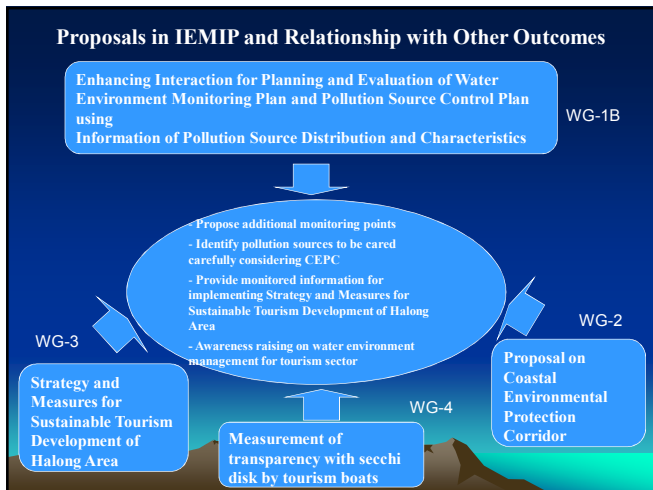 Proposals in IEMIP and Relationship with Other Outcomes
Enhancing Interaction for Planning and Evaluation of Water
Environment Monitoring Plan and Pollution Source Control Plan
using
Information of Pollution Source Distribution and Characteristics
WG-1B
- Propose additional monitoring points
- Identify pollution sources to be cared
carefully considering CEPC
- Provide monitored information for
implementing Strategy and Measures for
Sustainable Tourism Development of Halong
Area
- Awareness raising on water environment
management for tourism sector
WG-3
Strategy and
Measures for
Sustainable Tourism
Development of
Halong Area
WG-4
Measurement of
transparency with secchi
disk by tourism boats
WG-2
Proposal on
Coastal
Environmental
Protection
Corridor